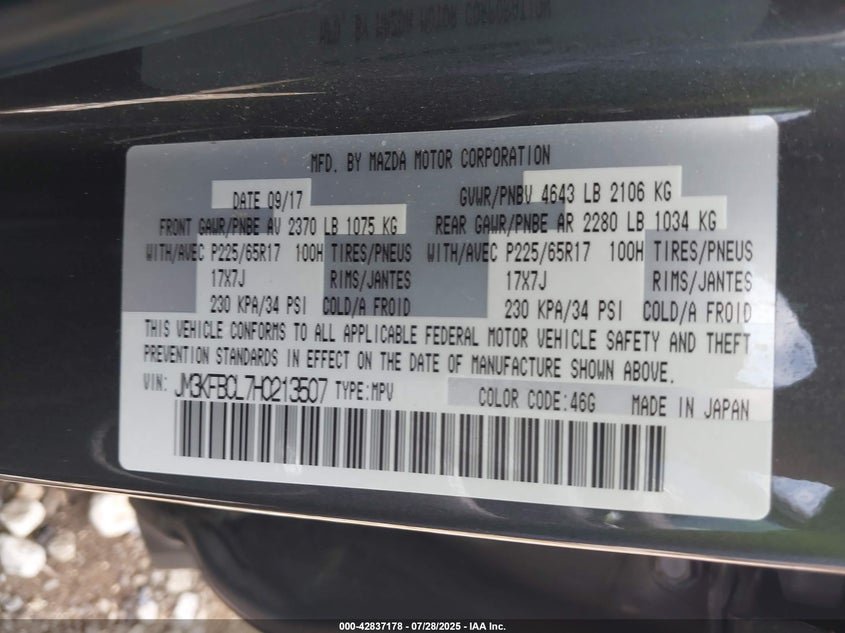 MFD. BY MAZDA MOTOR CORPORATION
DATE 09/17 GVWR/PNBV 4643 LB 2106 KG
FRONT GAWR/PNBE AV 2370 LB 1075 KG REAR GAWR/PNBE AR 2280 LB 1034 KG
WITH/AVEC P225/65R17 100H TIRES/PNEUS WITH/AVEC P225/65R17 100H TIRES/PNEUS
17X7J RIMS/JANTES 17X7J RIMS/JANTES
230 KPA/34 PSI COLD/A FROID 230 KPA/34 PSI COLD/A FROID
THIS VEHICLE CONFORMS TO ALL APPLICABLE FEDERAL MOTOR VEHICLE SAFETY AND THEFT
PREVENTION STANDARDS IN EFFECT ON THE DATE OF MANUFACTURE SHOWN ABOVE.
VIN: JM3KFBCL7H0213507 TYPE:MPV COLOR CODE:46G MADE IN JAPAN
000-42837178 — 07/28/2025 — IAA Inc.